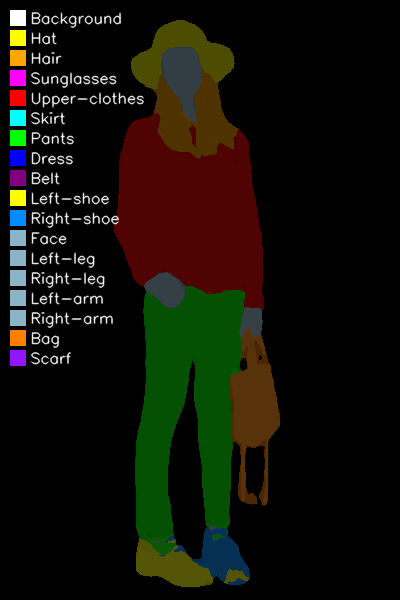 Background
Hat
Hair
Sunglasses
Upper-clothes
Skirt
Pants
Dress
Belt
Left-shoe
Right-shoe
Face
Left-leg
Right-leg
Left-arm
Right-arm
Bag
Scarf